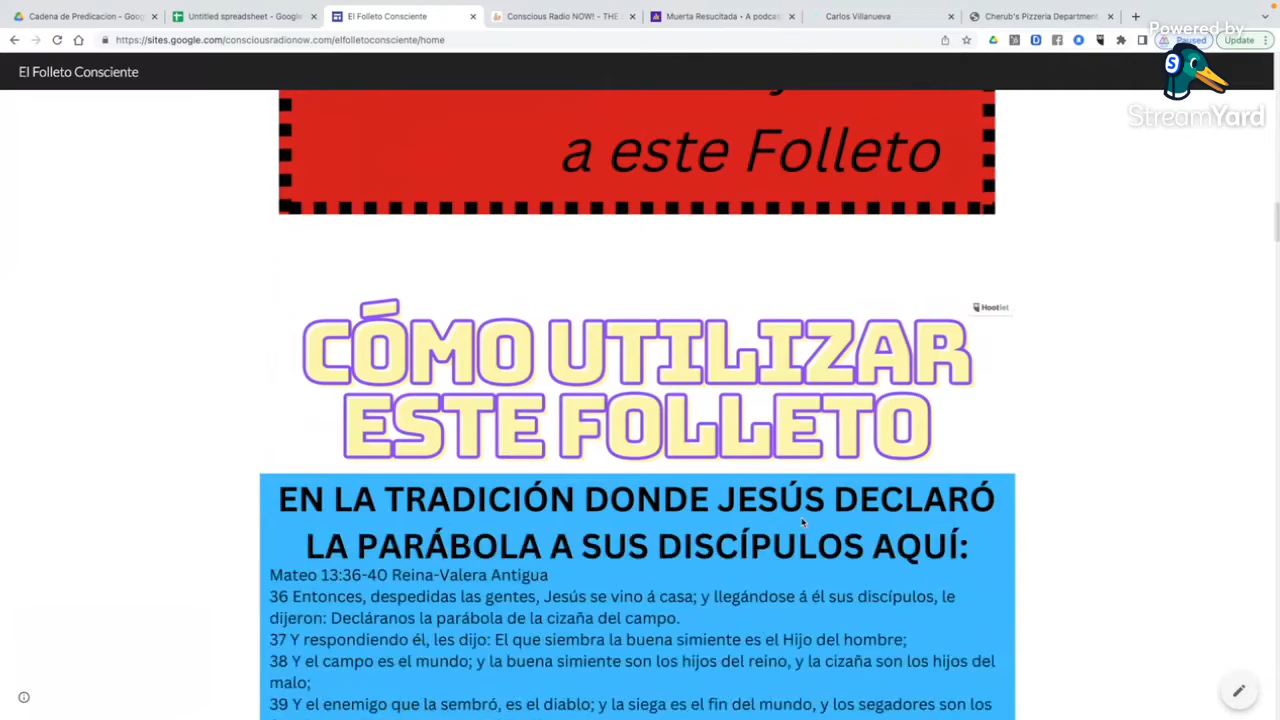 Cadena de Predicacion - Goog
Untitled spreadsheet - Google
El Folleto Consciente
Conscious Radio NOW! - THE S
Muerta Resucitada • A podcas
Carlos Villanueva
Cherub's Pizzeria Department
https://sites.google.com/consciousradionow.com/elfolletoconsciente/home
Paused
Update
Powered by
StreamYard
El Folleto Consciente
a este Folleto
Hootlet
CÓMO UTILIZAR
ESTE FOLLETO
EN LA TRADICIÓN DONDE JESÚS DECLARÓ
LA PARÁBOLA A SUS DISCÍPULOS AQUÍ:
Mateo 13:36-40 Reina-Valera Antigua
36 Entonces, despedidas las gentes, Jesús se vino á casa; y llegándose á él sus discípulos, le
dijeron: Decláranos la parábola de la cizaña del campo.
37 Y respondiendo él, les dijo: El que siembra la buena simiente es el Hijo del hombre;
38 Y el campo es el mundo; y la buena simiente son los hijos del reino, y la cizaña son los hijos del
malo;
39 Y el enemigo que la sembró, es el diablo; y la siega es el fin del mundo, y los segadores son los